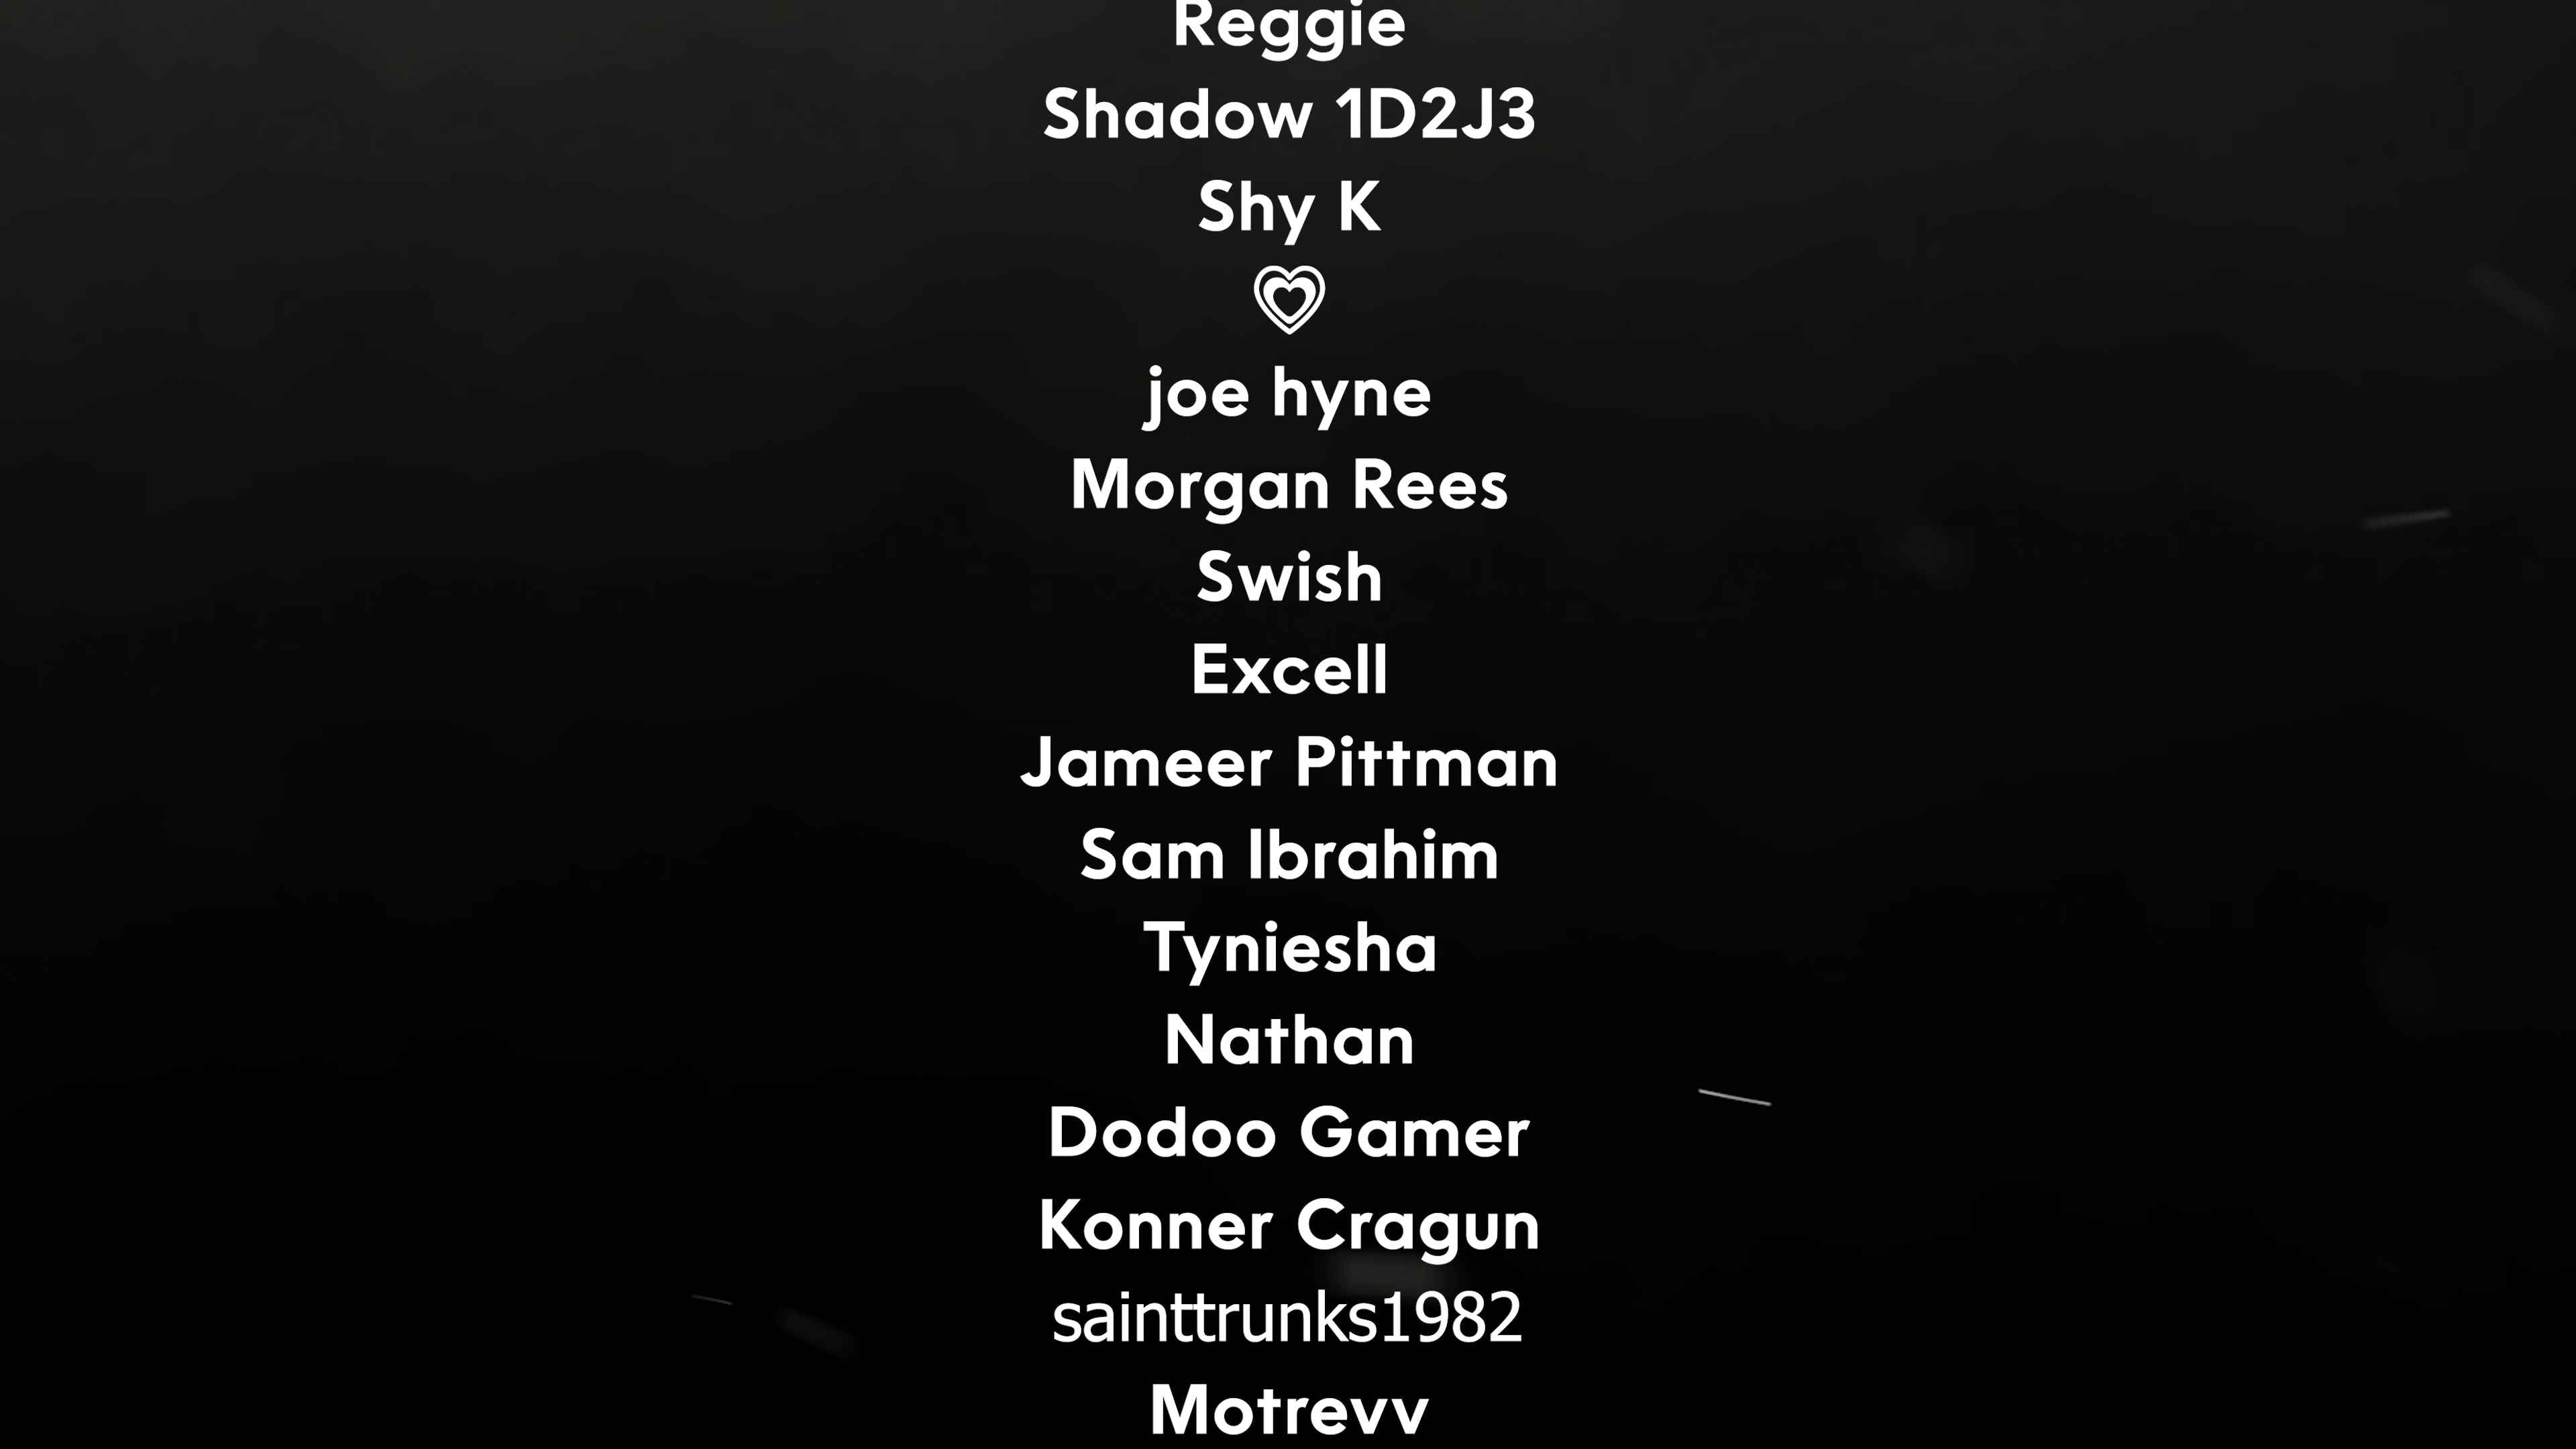 Reggie
Shadow 1D2J3
Shy K
💗
joe hyne
Morgan Rees
Swish
Excell
Jameer Pittman
Sam Ibrahim
Tyniesha
Nathan
Dodoo Gamer
Konner Cragun
sainttrunks1982
Motrevv